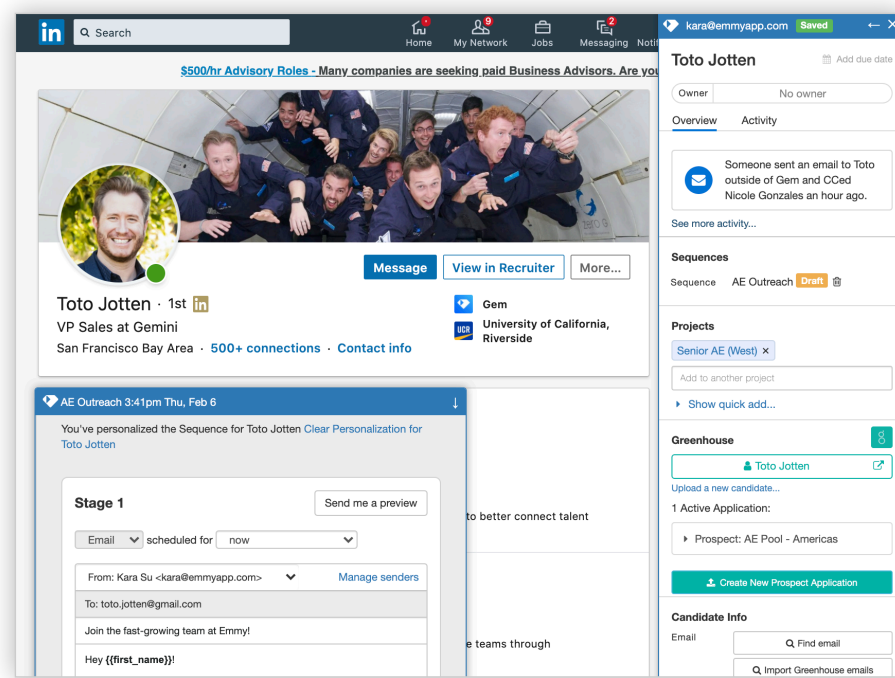 in
Search
Home
9
My Network
Jobs
2
Messaging
Notif
$500/hr Advisory Roles - Many companies are seeking paid Business Advisors. Are you
zero G
Message
View in Recruiter
More...
Toto Jotten · 1st in
VP Sales at Gemini
San Francisco Bay Area · 500+ connections · Contact info
Gem
UCR
University of California,
Riverside
AE Outreach 3:41pm Thu, Feb 6
You've personalized the Sequence for Toto Jotten Clear Personalization for
Toto Jotten
Stage 1
Send me a preview
Email scheduled for now
From: Kara Su <kara@emmyapp.com>
Manage senders
To: toto.jotten@gmail.com
Join the fast-growing team at Emmy!
Hey {{first_name}}!
to better connect talent
e teams through
kara@emmyapp.com Saved
Toto Jotten
Add due date
Owner
No owner
Overview
Activity
Someone sent an email to Toto
outside of Gem and CCed
Nicole Gonzales an hour ago.
See more activity...
Sequences
Sequence AE Outreach Draft
Projects
Senior AE (West) ×
Add to another project
Show quick add...
Greenhouse
Toto Jotten
Upload a new candidate...
1 Active Application:
Prospect: AE Pool - Americas
Create New Prospect Application
Candidate Info
Email
Find email
Import Greenhouse emails